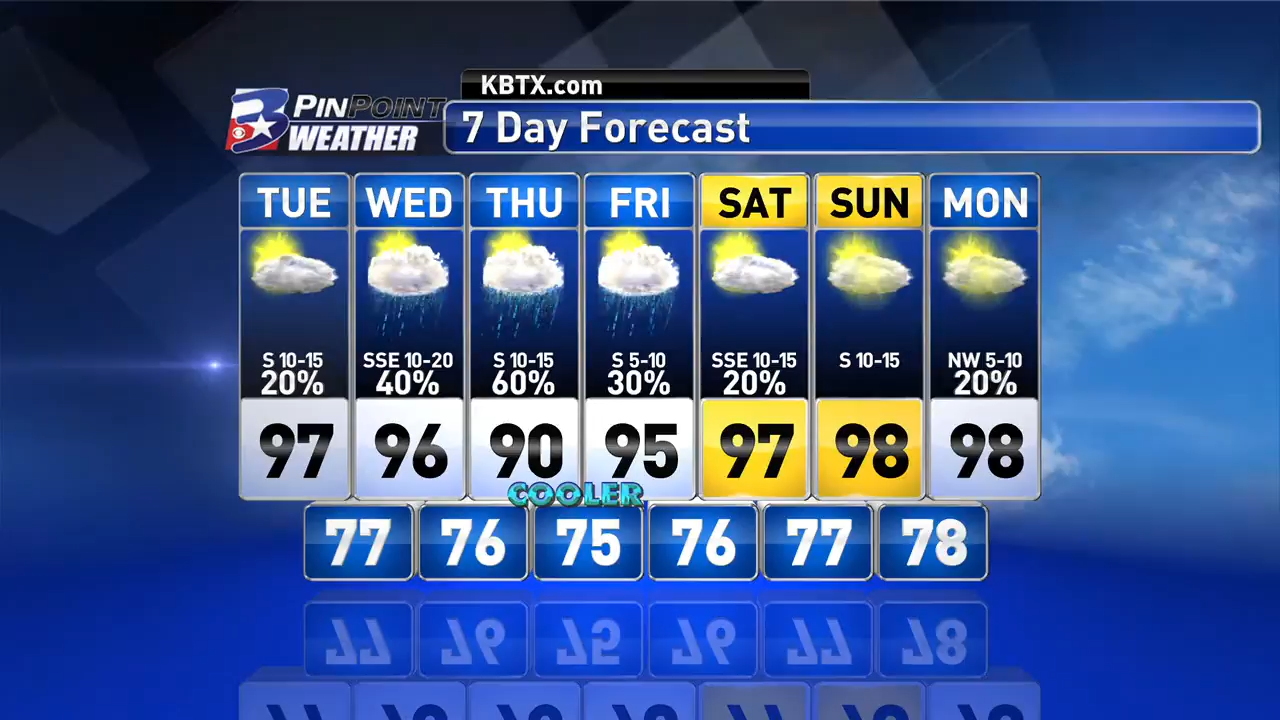 KBTX.com
3 PINPOINT
WEATHER
7 Day Forecast
TUE WED THU FRI SAT SUN MON
S 10-15 SSE 10-20 S 10-15 S 5-10 SSE 10-15 S 10-15 NW 5-10
20% 40% 60% 30% 20% 20%
97 96 90 95 97 98 98
COOLER
77 76 75 76 77 78